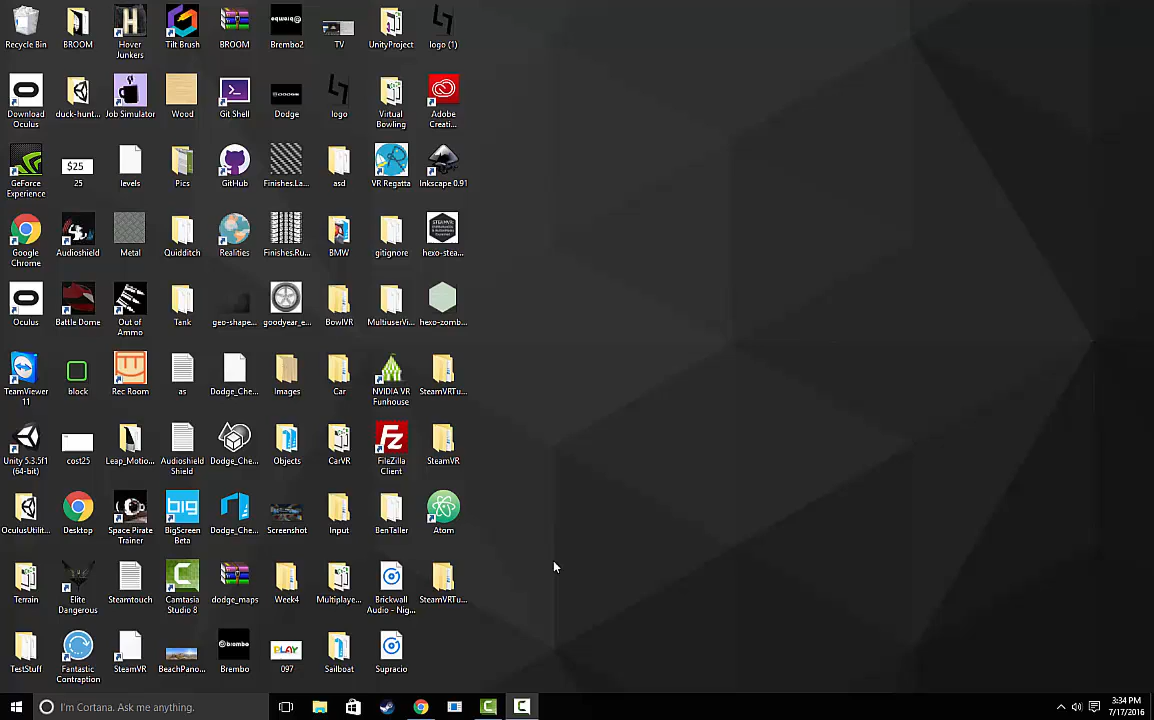 Recycle Bin
BROOM
Hover
Junkers
Tilt Brush
BROOM
Brembo2
TV
UnityProject
logo (1)
Download
Oculus
duck-hunt...
Job Simulator
Wood
Git Shell
Dodge
logo
Virtual
Bowling
Adobe
Creati...
GeForce
Experience
$25
25
levels
Pics
GitHub
Finishes.La...
asd
VR Regatta
Inkscape 0.91
Google
Chrome
Audioshield
Metal
Quidditch
Realities
Finishes.Ru...
BMW
gitignore
hexo-stea...
Oculus
Battle Dome
Out of
Ammo
Tank
geo-shape...
goodyear_e...
BowlVR
MultiuserVi...
hexo-zomb...
TeamViewer
11
block
Rec Room
as
Dodge_Che...
Images
Car
NVIDIA VR
Funhouse
SteamVRTu...
Unity 5.3.5f1
(64-bit)
cost25
Leap_Motio...
Audioshield
Shield
Dodge_Che...
Objects
CarVR
FileZilla
Client
SteamVR
OculusUtilit...
Desktop
Space Pirate
Trainer
big
BigScreen
Beta
Dodge_Che...
Screenshot
Input
BenTaller
Atom
Terrain
Elite
Dangerous
Steamtouch
Camtasia
Studio 8
dodge_maps
Week4
Multiplaye...
Brickwall
Audio - Nig...
SteamVRTu...
TestStuff
Fantastic
Contraption
SteamVR
BeachPano...
brembo
Brembo
PLAY
097
Sailboat
Supracio
I'm Cortana. Ask me anything.
3:34 PM
7/17/2016